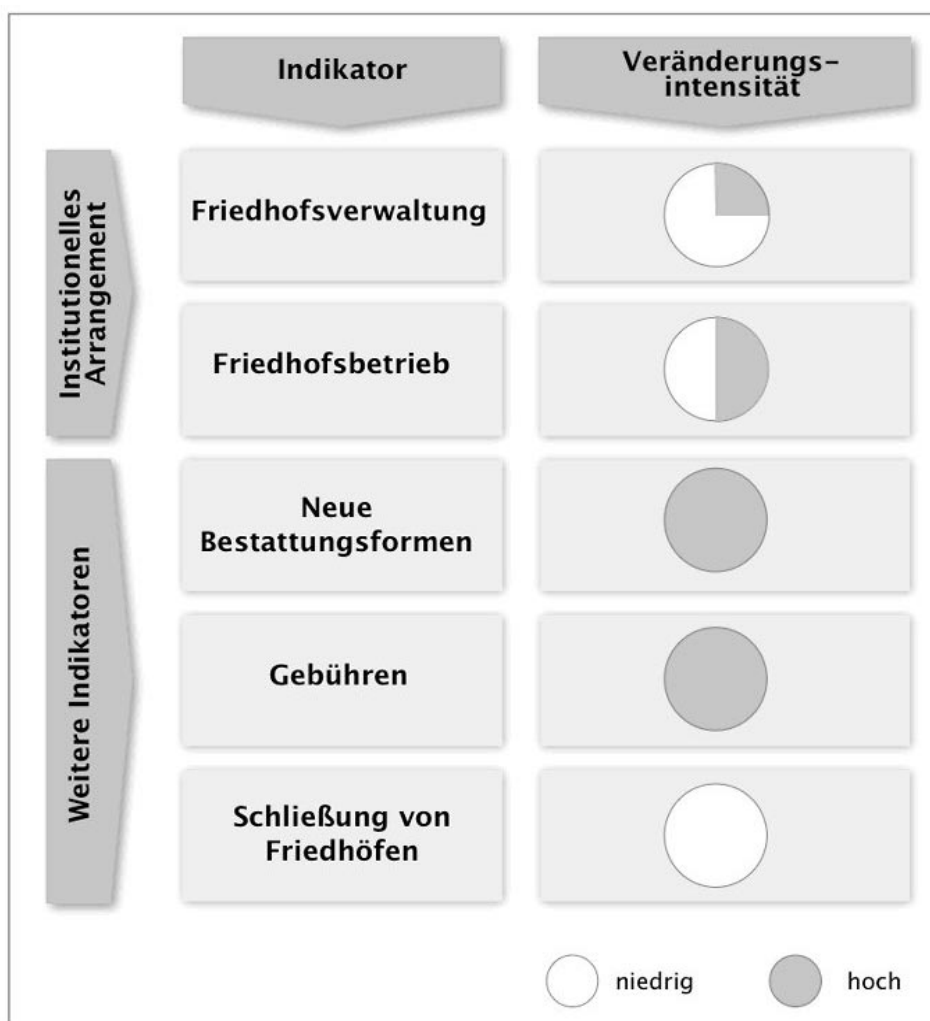 Indikator
Veränderungs-
intensität
Institutionelles
Arrangement
Friedhofsverwaltung
Friedhofsbetrieb
Weitere Indikatoren
Neue
Bestattungsformen
Gebühren
Schließung von
Friedhöfen
niedrig
hoch